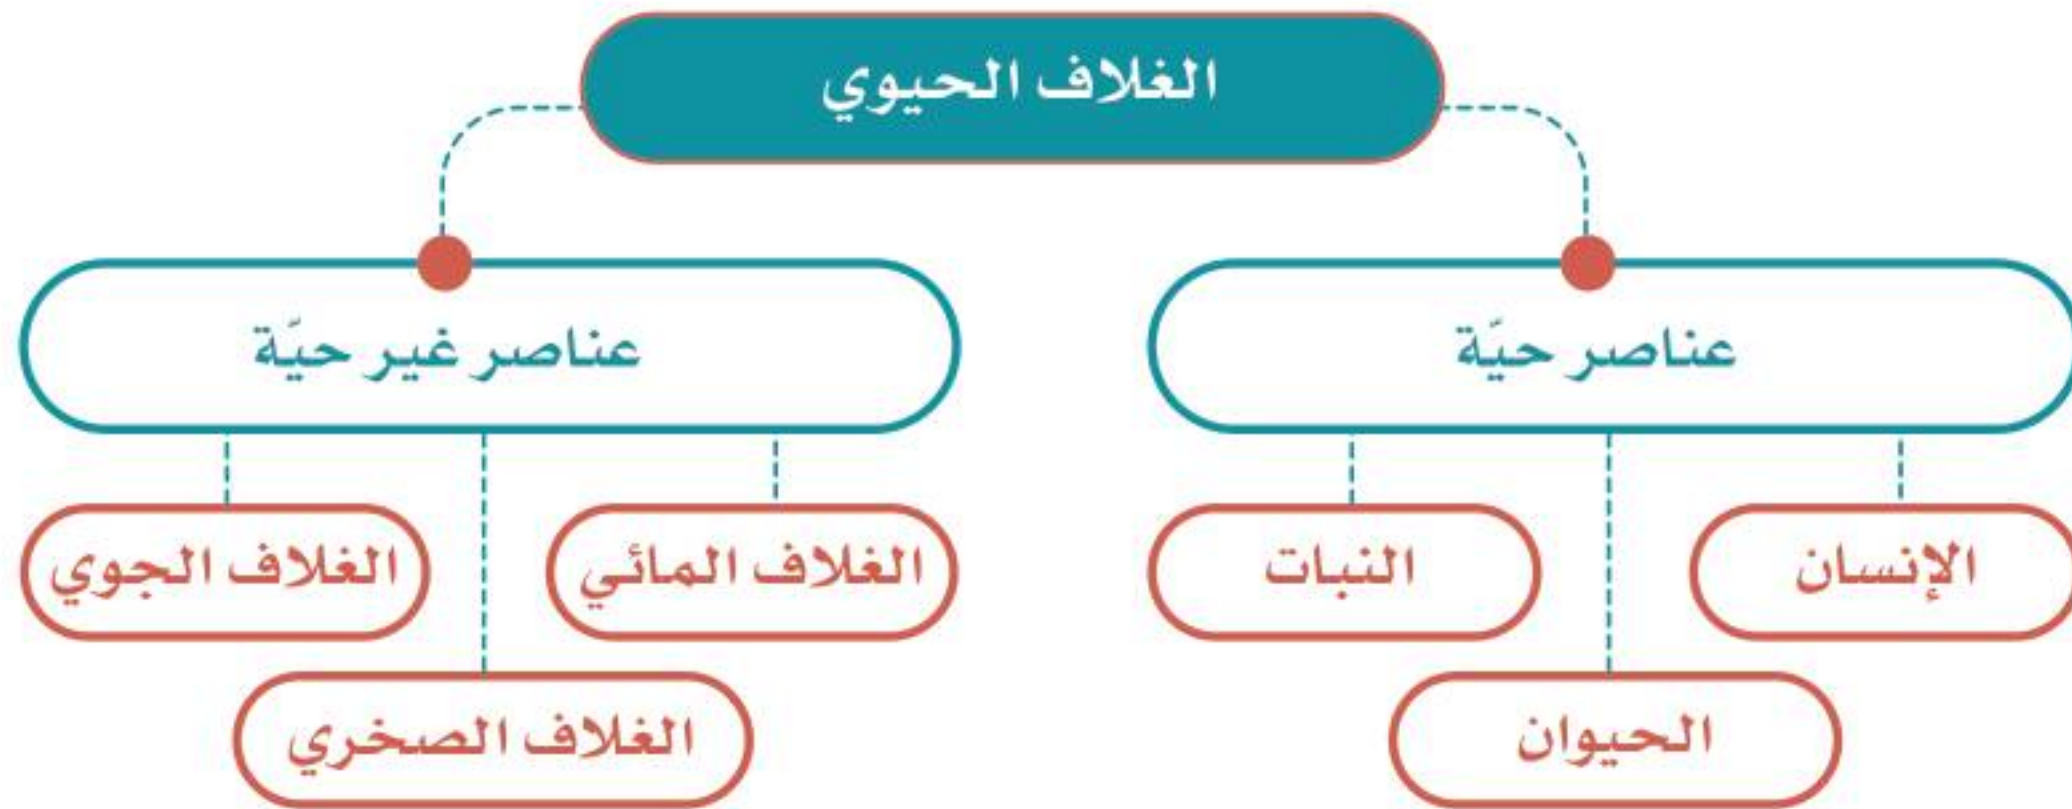 الغلاف الحيوي
عناصر حيّة
عناصر غير حيّة
الإنسان
النبات
الغلاف المائي
الغلاف الجوي
الحيوان
الغلاف الصخري